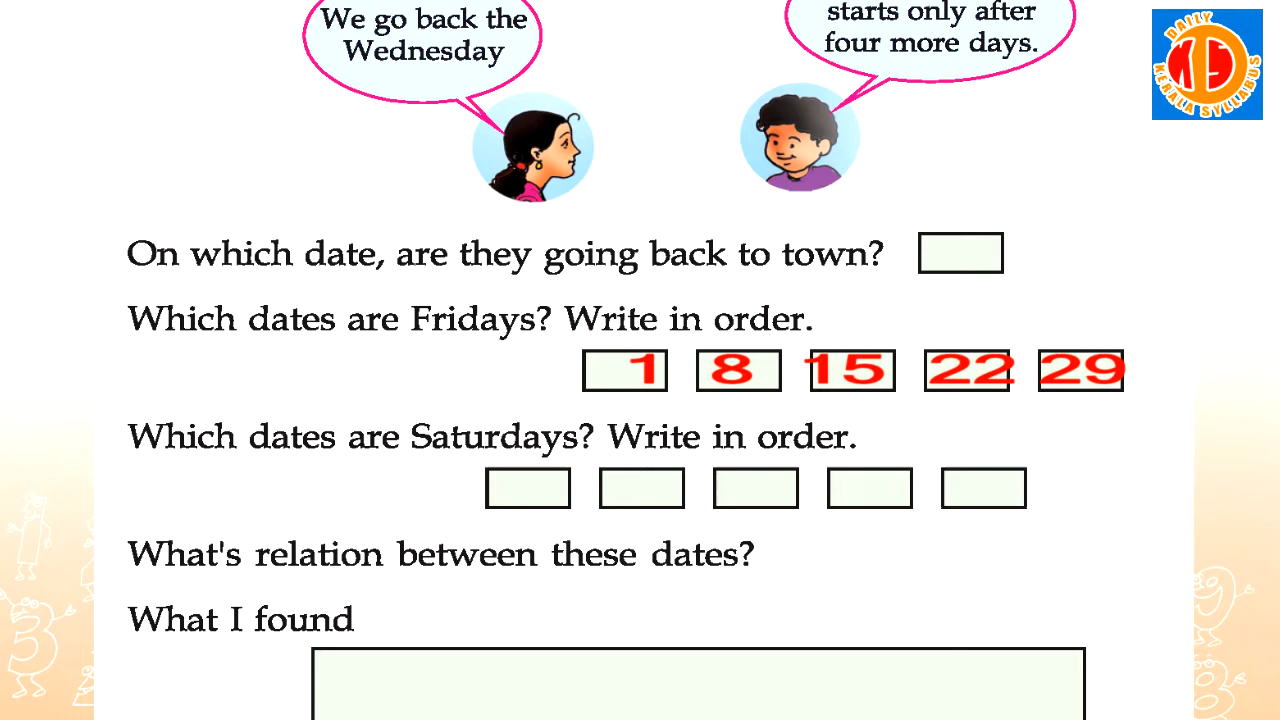 We go back the
Wednesday
starts only after
four more days.
DAILY
KERALA SYLLABUS
On which date, are they going back to town?
Which dates are Fridays? Write in order.
1 8 15 22 29
Which dates are Saturdays? Write in order.
What's relation between these dates?
What I found